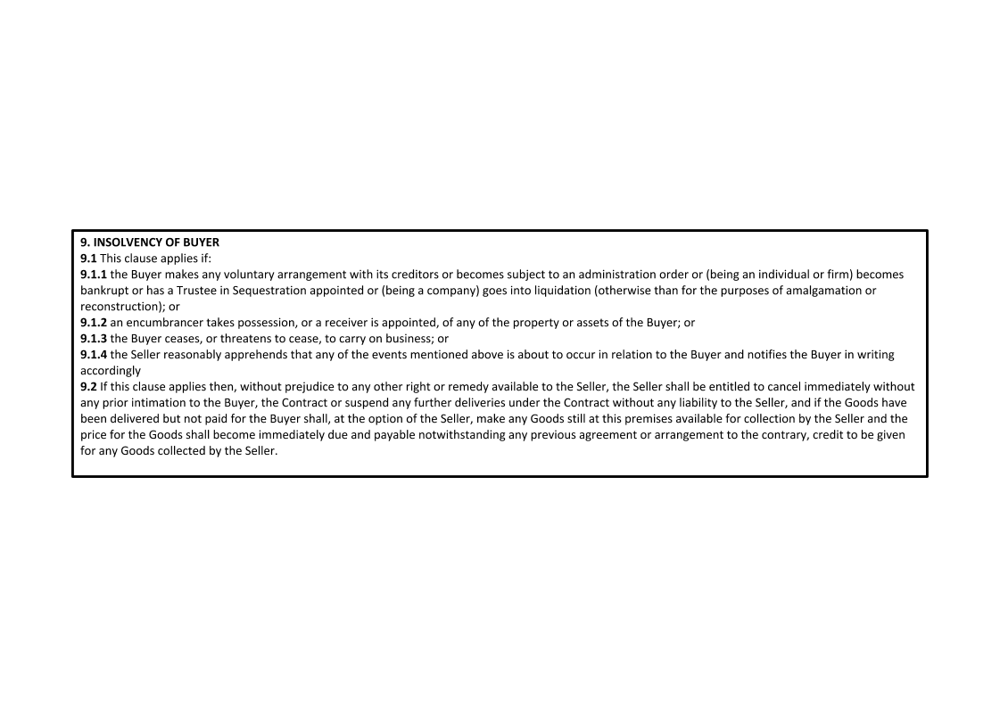 9. INSOLVENCY OF BUYER
9.1 This clause applies if:
9.1.1 the Buyer makes any voluntary arrangement with its creditors or becomes subject to an administration order or (being an individual or firm) becomes
bankrupt or has a Trustee in Sequestration appointed or (being a company) goes into liquidation (otherwise than for the purposes of amalgamation or
reconstruction); or
9.1.2 an encumbrancer takes possession, or a receiver is appointed, of any of the property or assets of the Buyer; or
9.1.3 the Buyer ceases, or threatens to cease, to carry on business; or
9.1.4 the Seller reasonably apprehends that any of the events mentioned above is about to occur in relation to the Buyer and notifies the Buyer in writing
accordingly
9.2 If this clause applies then, without prejudice to any other right or remedy available to the Seller, the Seller shall be entitled to cancel immediately without
any prior intimation to the Buyer, the Contract or suspend any further deliveries under the Contract without any liability to the Seller, and if the Goods have
been delivered but not paid for the Buyer shall, at the option of the Seller, make any Goods still at this premises available for collection by the Seller and the
price for the Goods shall become immediately due and payable notwithstanding any previous agreement or arrangement to the contrary, credit to be given
for any Goods collected by the Seller.